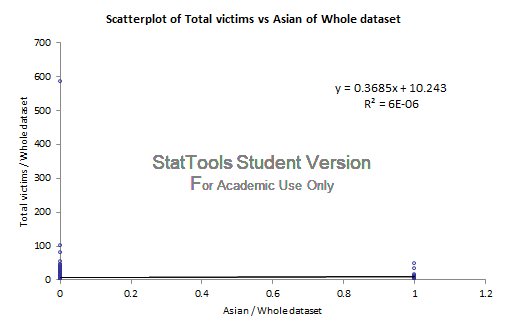 Scatterplot of Total victims vs Asian of Whole dataset
700
600
500
400
300
200
100
0
Total victims / Whole dataset
y = 0.3685x + 10.243
R² = 6E-06
StatTools Student Version
For Academic Use Only
0 0.2 0.4 0.6 0.8 1 1.2
Asian / Whole dataset